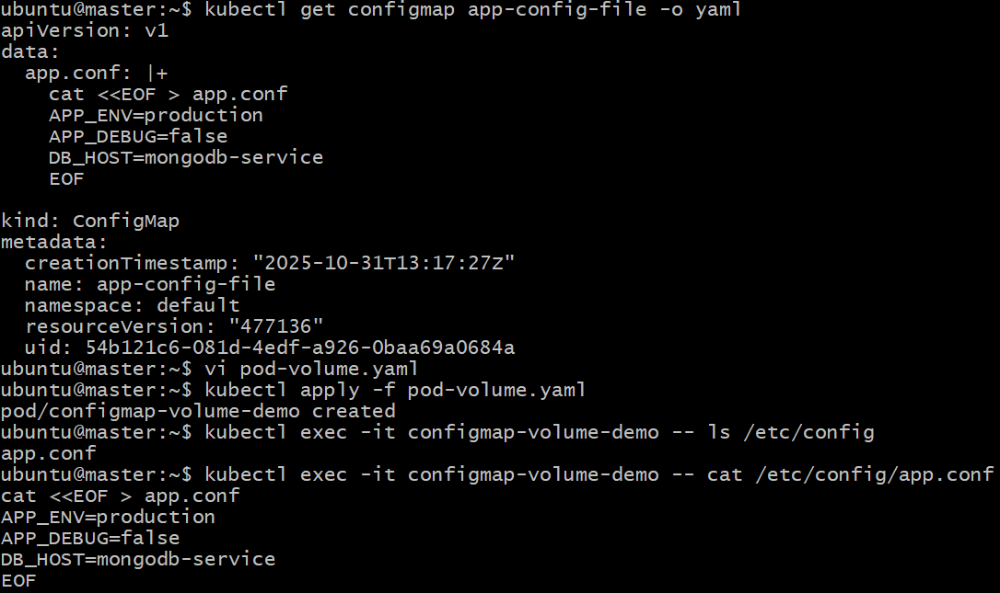 ubuntu@master:~$ kubectl get configmap app-config-file -o yaml
apiVersion: v1
data:
  app.conf: |+
    cat <<EOF > app.conf
    APP_ENV=production
    APP_DEBUG=false
    DB_HOST=mongodb-service
    EOF

kind: ConfigMap
metadata:
  creationTimestamp: "2025-10-31T13:17:27Z"
  name: app-config-file
  namespace: default
  resourceVersion: "477136"
  uid: 54b121c6-081d-4edf-a926-0baa69a0684a
ubuntu@master:~$ vi pod-volume.yaml
ubuntu@master:~$ kubectl apply -f pod-volume.yaml
pod/configmap-volume-demo created
ubuntu@master:~$ kubectl exec -it configmap-volume-demo -- ls /etc/config
app.conf
ubuntu@master:~$ kubectl exec -it configmap-volume-demo -- cat /etc/config/app.conf
cat <<EOF > app.conf
APP_ENV=production
APP_DEBUG=false
DB_HOST=mongodb-service
EOF